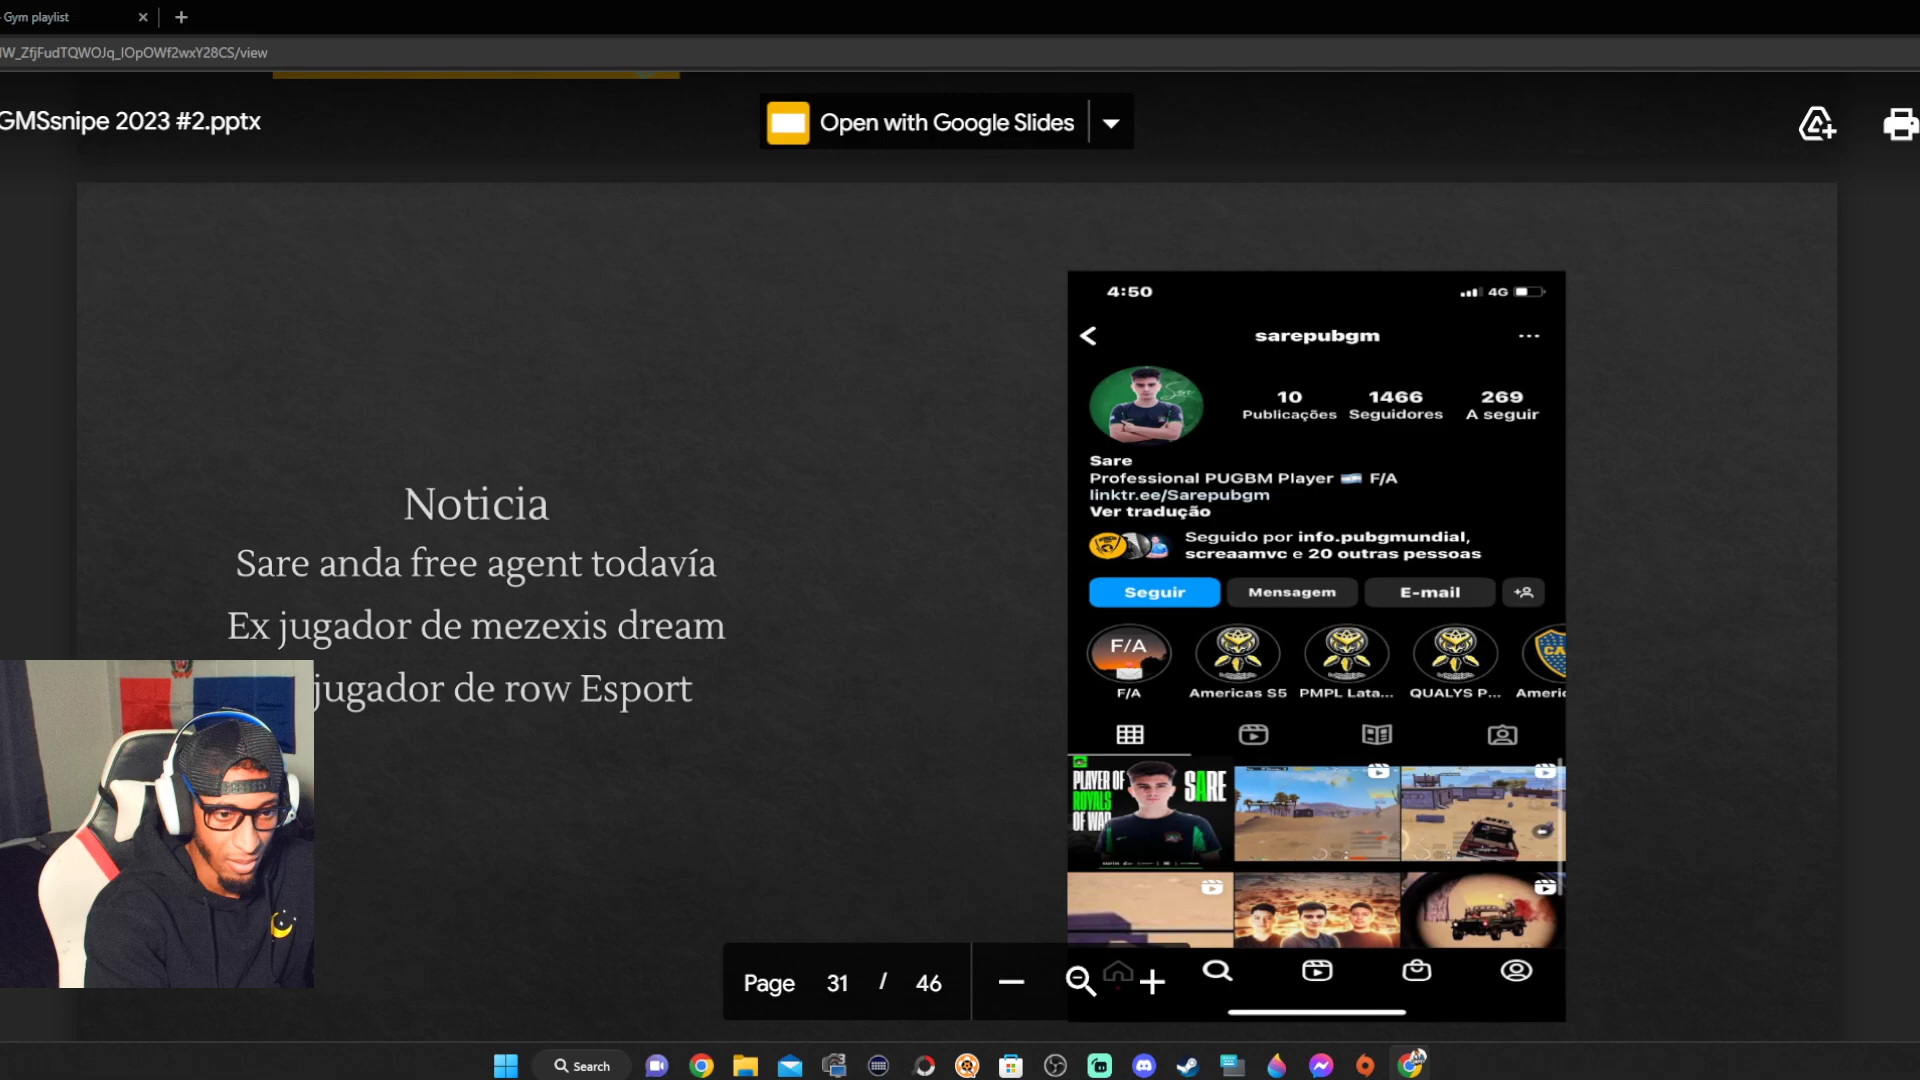 Gym playlist
lW_ZfjFudTQWOJq_lOpOWf2wxY28CS/view
GMSsnipe 2023 #2.pptx
Open with Google Slides
Noticia
Sare anda free agent todavía
Ex jugador de mezexis dream
jugador de row Esport
4:50
4G
sarepubgm
10
1466
269
Publicações
Seguidores
A seguir
Sare
Professional PUGBM Player F/A
linktr.ee/Sarepubgm
Ver tradução
Seguido por info.pubgmundial,
screaamvc e 20 outras pessoas
Seguir
Mensagem
E-mail
F/A
CA
F/A
Americas S5
PMPL Lata...
QUALYS P...
Americ
PLAYER OF
ROYALS
OF WAR
SARE
Page 31 / 46
Search